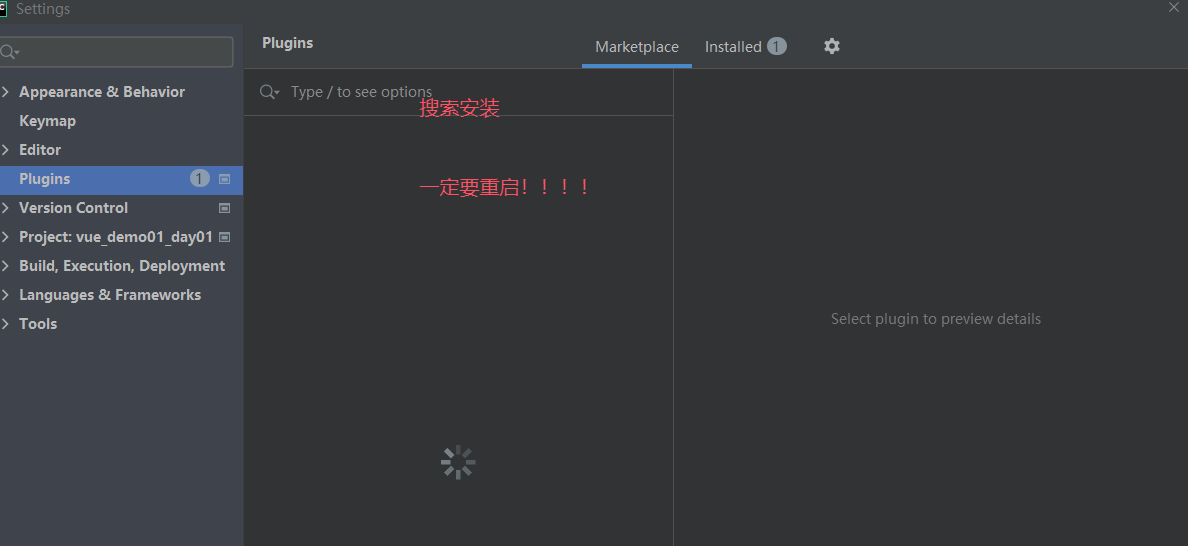 Settings
Plugins
Marketplace
Installed 1
Type / to see options
搜索安装
一定要重启！！！！
Appearance & Behavior
Keymap
Editor
Plugins 1
Version Control
Project: vue_demo01_day01
Build, Execution, Deployment
Languages & Frameworks
Tools
Select plugin to preview details